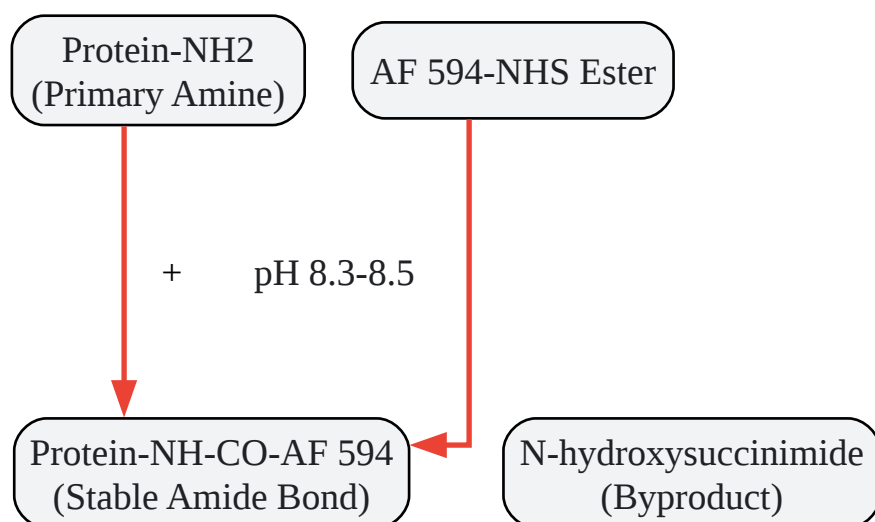 Protein-NH2
(Primary Amine)
AF 594-NHS Ester
+
pH 8.3-8.5
Protein-NH-CO-AF 594
(Stable Amide Bond)
N-hydroxysuccinimide
(Byproduct)